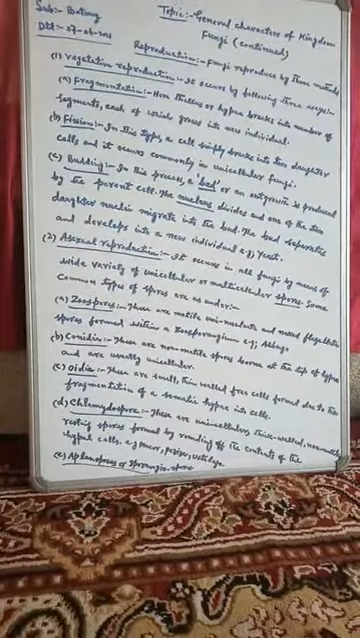 Sub:- Botany
Topic:- General characters of Kingdom
Fungi (continued)
Reproduction:- Fungi reproduce by three methods
(1) Vegetative reproduction:- It occurs by following three ways:-
(a) Fragmentation:- Here thallus or hypha breaks into number of
segments, each of which grows into new individual.
(b) Fission:- In this type, a cell simply breaks into two daughter
cells and it occurs commonly in unicellular fungi.
(c) Budding:- In this process, a 'bud' or an outgrowth is produced
by the parent cell. The nucleus divides and one of the two
daughter nuclei migrate into the bud. The bud separates
and develops into a new individual e.g; yeast.
(2) Asexual reproduction:- It occurs in all fungi by means of
wide variety of unicellular or multicellular spores. Some
common types of spores are as under:-
(a) Zoospores:- These are motile uni-nucleate and naked flagellate
spores formed within a Zoosporangium e.g;
(b) Conidia:- These are non-motile spores borne at the tip of hyphae
and are usually unicellular.
(c) Oidia:- These are small, thin walled free cells formed due to the
fragmentation of a somatic hypha into cells.
(d) Chlamydospore:- These are unicellular, thick-walled, non-motile
resting spores formed by rounding off the contents of the
hyphal cells. e.g Mucor,
(e) Aplanospores or Sporangio-spores